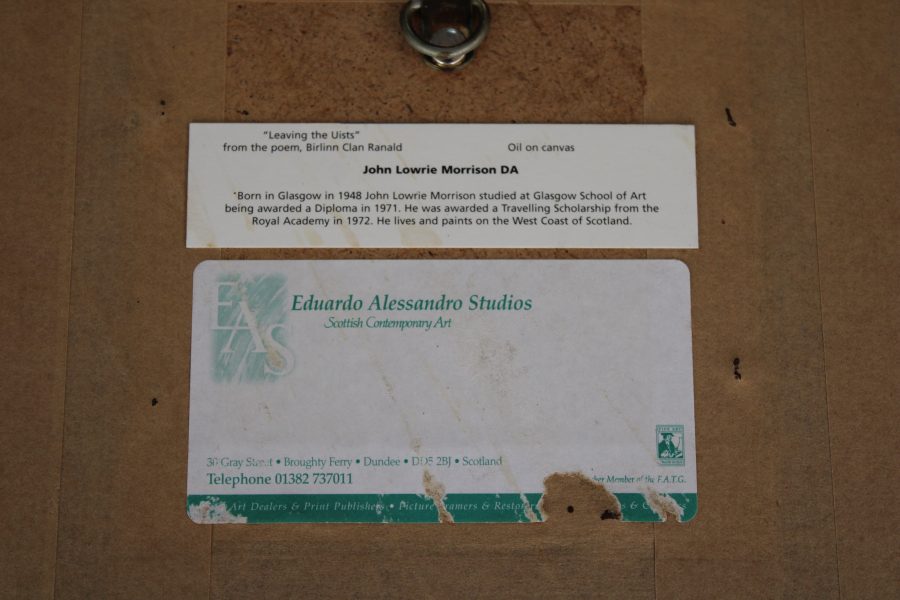 "Leaving the Uists"
from the poem, Birlinn Clan Ranald Oil on canvas
John Lowrie Morrison DA
Born in Glasgow in 1948 John Lowrie Morrison studied at Glasgow School of Art
being awarded a Diploma in 1971. He was awarded a Travelling Scholarship from the
Royal Academy in 1972. He lives and paints on the West Coast of Scotland.
EAS
Eduardo Alessandro Studios
Scottish Contemporary Art
30 Gray Street • Broughty Ferry • Dundee • DD5 2BJ • Scotland
Telephone 01382 737011
Member of the F.A.T.G.
Art Dealers & Print Publishers • Picture Framers & Restorers